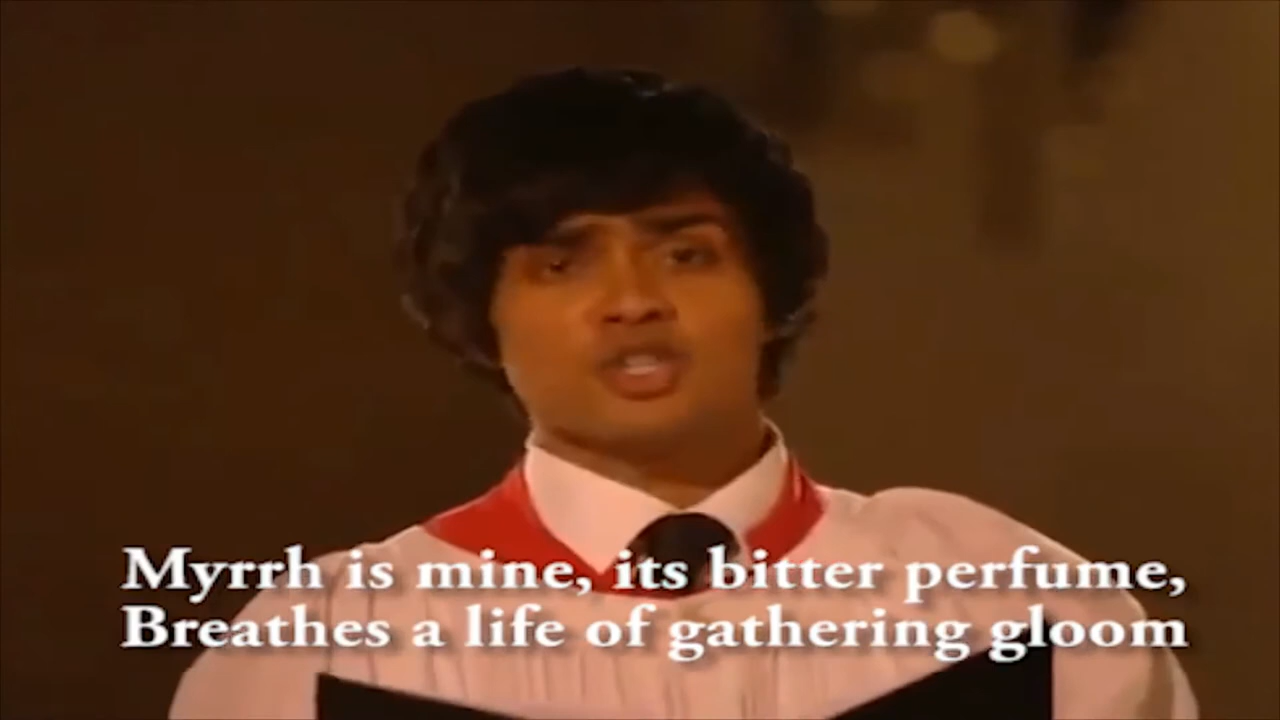 Myrrh is mine, its bitter perfume,
Breathes a life of gathering gloom